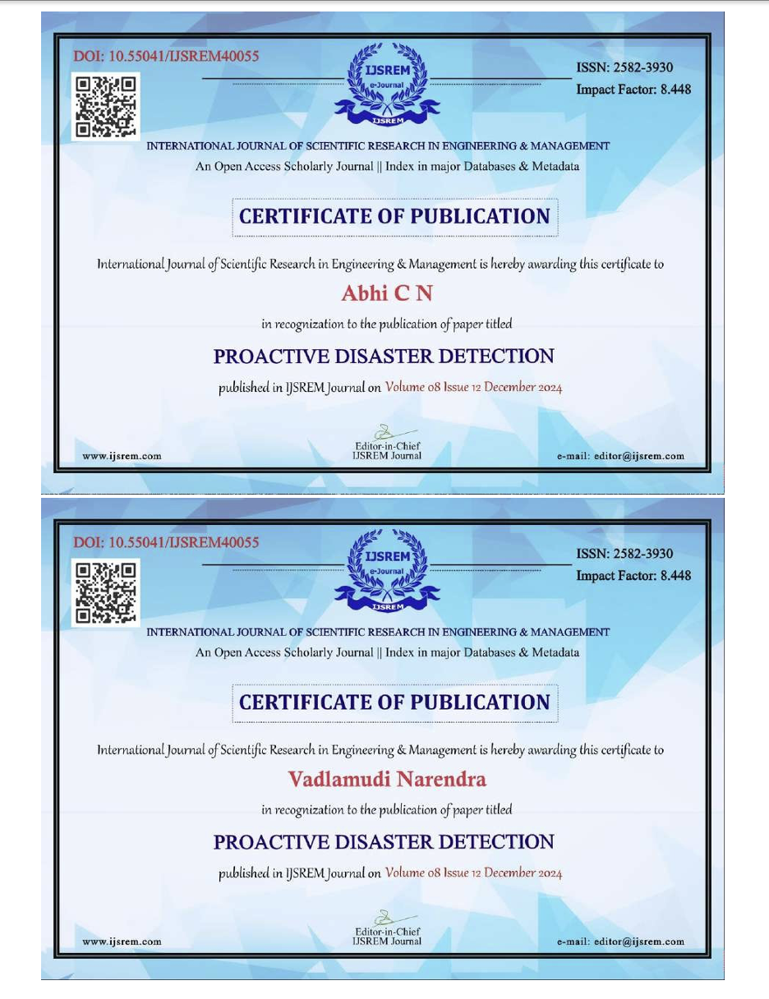 DOI: 10.55041/IJSREM40055
IJSREM
e-Journal
IJSREM
ISSN: 2582-3930
Impact Factor: 8.448
INTERNATIONAL JOURNAL OF SCIENTIFIC RESEARCH IN ENGINEERING & MANAGEMENT
An Open Access Scholarly Journal || Index in major Databases & Metadata
CERTIFICATE OF PUBLICATION
International Journal of Scientific Research in Engineering & Management is hereby awarding this certificate to
Abhi C N
in recognization to the publication of paper titled
PROACTIVE DISASTER DETECTION
published in IJSREM Journal on Volume 08 Issue 12 December 2024
Editor-in-Chief
IJSREM Journal
www.ijsrem.com
e-mail: editor@ijsrem.com
DOI: 10.55041/IJSREM40055
IJSREM
e-Journal
IJSREM
ISSN: 2582-3930
Impact Factor: 8.448
INTERNATIONAL JOURNAL OF SCIENTIFIC RESEARCH IN ENGINEERING & MANAGEMENT
An Open Access Scholarly Journal || Index in major Databases & Metadata
CERTIFICATE OF PUBLICATION
International Journal of Scientific Research in Engineering & Management is hereby awarding this certificate to
Vadlamudi Narendra
in recognization to the publication of paper titled
PROACTIVE DISASTER DETECTION
published in IJSREM Journal on Volume 08 Issue 12 December 2024
Editor-in-Chief
IJSREM Journal
www.ijsrem.com
e-mail: editor@ijsrem.com